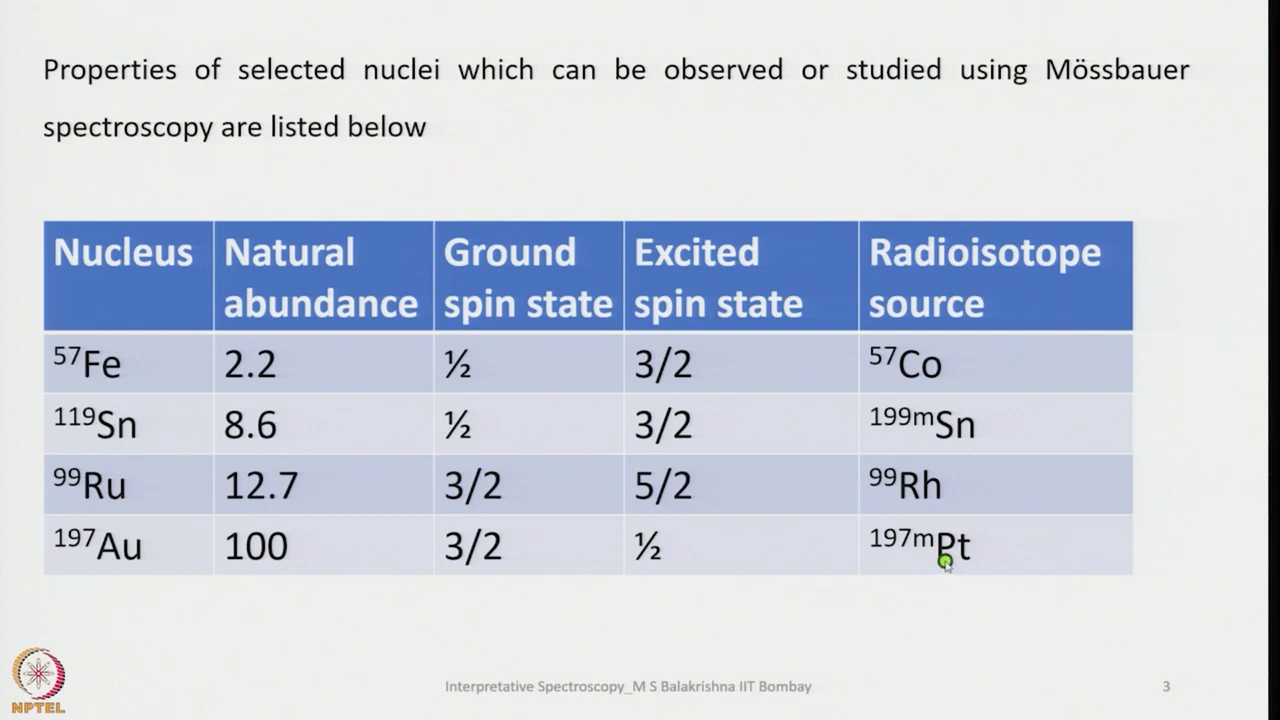 Properties of selected nuclei which can be observed or studied using Mössbauer
spectroscopy are listed below
Nucleus Natural abundance Ground spin state Excited spin state Radioisotope source
⁵⁷Fe 2.2 ½ 3/2 ⁵⁷Co
¹¹⁹Sn 8.6 ½ 3/2 ¹⁹⁹ᵐSn
⁹⁹Ru 12.7 3/2 5/2 ⁹⁹Rh
¹⁹⁷Au 100 3/2 ½ ¹⁹⁷ᵐPt
NPTEL
Interpretative Spectroscopy_M S Balakrishna IIT Bombay
3